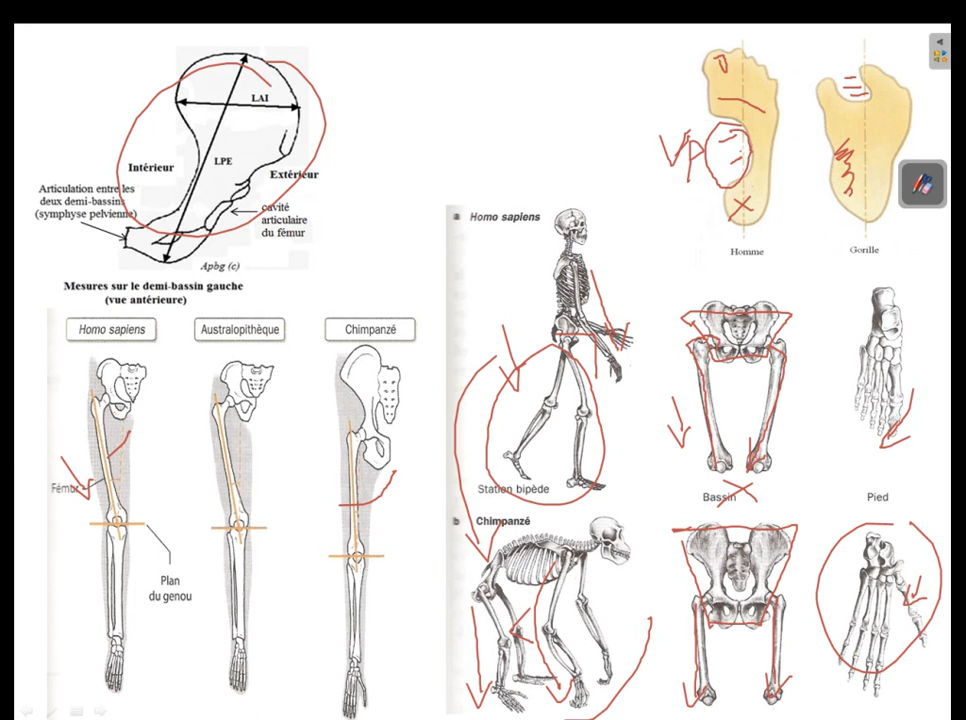 LAI
LPE
Intérieur
Extérieur
Articulation entre les
deux demi-bassins
(symphyse pelvienne)
cavité
articulaire
du fémur
Apbg (c)
Mesures sur le demi-bassin gauche
(vue antérieure)
Homo sapiens
Australopithèque
Chimpanzé
Fémur
Plan
du genou
VP
Homme
Gorille
a Homo sapiens
Station bipède
Bassin
Pied
b Chimpanzé